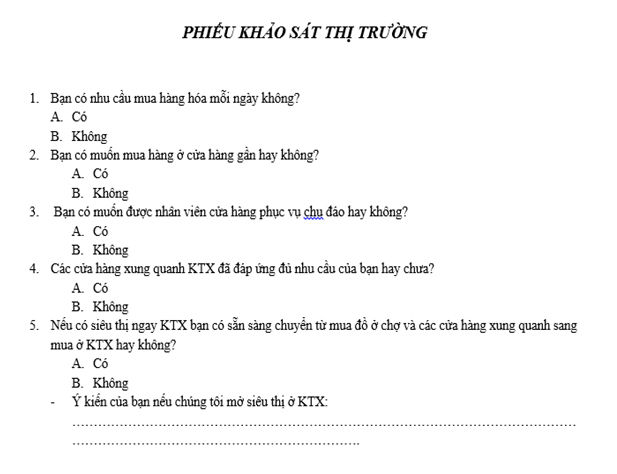 PHIẾU KHẢO SÁT THỊ TRƯỜNG
1. Bạn có nhu cầu mua hàng hóa mỗi ngày không?
A. Có
B. Không
2. Bạn có muốn mua hàng ở cửa hàng gần hay không?
A. Có
B. Không
3. Bạn có muốn được nhân viên cửa hàng phục vụ chu đáo hay không?
A. Có
B. Không
4. Các cửa hàng xung quanh KTX đã đáp ứng đủ nhu cầu của bạn hay chưa?
A. Có
B. Không
5. Nếu có siêu thị ngay KTX bạn có sẵn sàng chuyển từ mua đồ ở chợ và các cửa hàng xung quanh sang
mua ở KTX hay không?
A. Có
B. Không
- Ý kiến của bạn nếu chúng tôi mở siêu thị ở KTX:
……………………………………………………………………………………………
…………………………………………………….